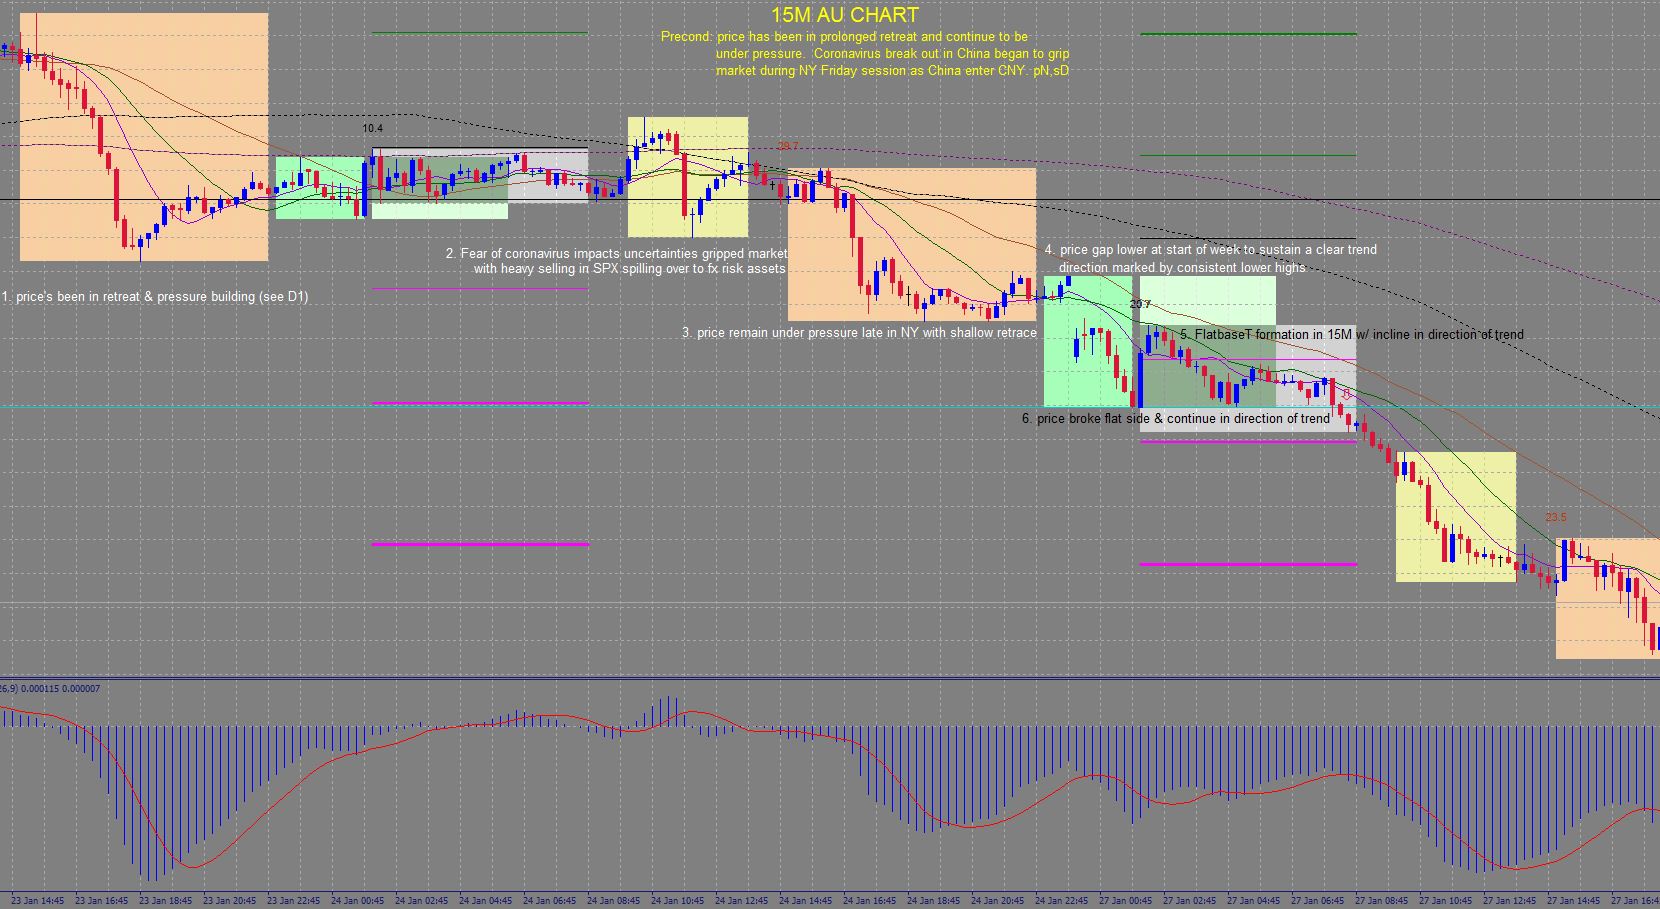 15M AU CHART
Precond: price has been in prolonged retreat and continue to be
under pressure. Coronavirus break out in China began to grip
market during NY Friday session as China enter CNY. pN,sD
10.4
29.7
2. Fear of coronavirus impacts uncertainties gripped market
with heavy selling in SPX spilling over to fx risk assets
4. price gap lower at start of week to sustain a clear trend
direction marked by consistent lower highs
1. price's been in retreat & pressure building (see D1)
3. price remain under pressure late in NY with shallow retrace
5. FlatbaseT formation in 15M w/ incline in direction of trend
6. price broke flat side & continue in direction of trend
23.5
26,9) 0.000115 0.000007
23 Jan 14:45 23 Jan 16:45 23 Jan 18:45 23 Jan 20:45 23 Jan 22:45 24 Jan 00:45 24 Jan 02:45 24 Jan 04:45 24 Jan 06:45 24 Jan 08:45 24 Jan 10:45 24 Jan 12:45 24 Jan 14:45 24 Jan 16:45 24 Jan 18:45 24 Jan 20:45 24 Jan 22:45 27 Jan 00:45 27 Jan 02:45 27 Jan 04:45 27 Jan 06:45 27 Jan 08:45 27 Jan 10:45 27 Jan 12:45 27 Jan 14:45 27 Jan 16:4